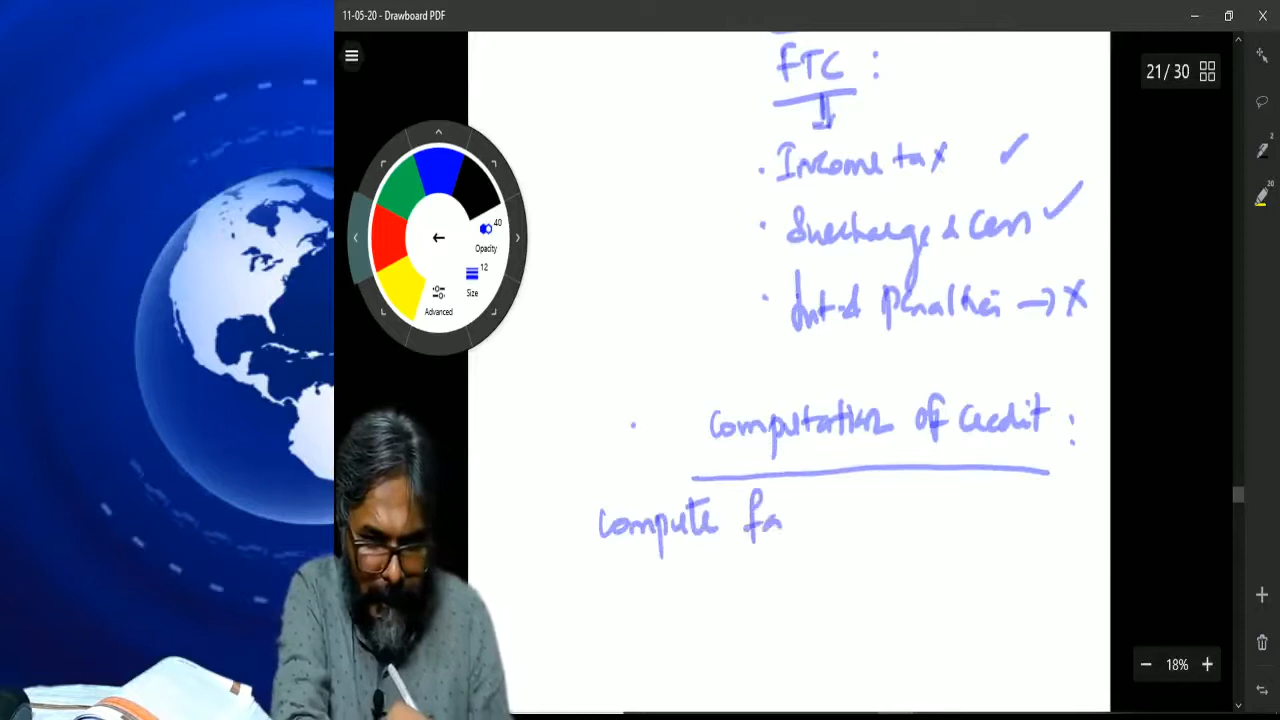 11-05-20 - Drawboard PDF
FTC :
21 / 30
. Income tax ✓
. Surcharge & Cess ✓
. Int & Penalties → X
40
Opacity
12
Size
Advanced
. Computation of Credit :
Compute fa
18%